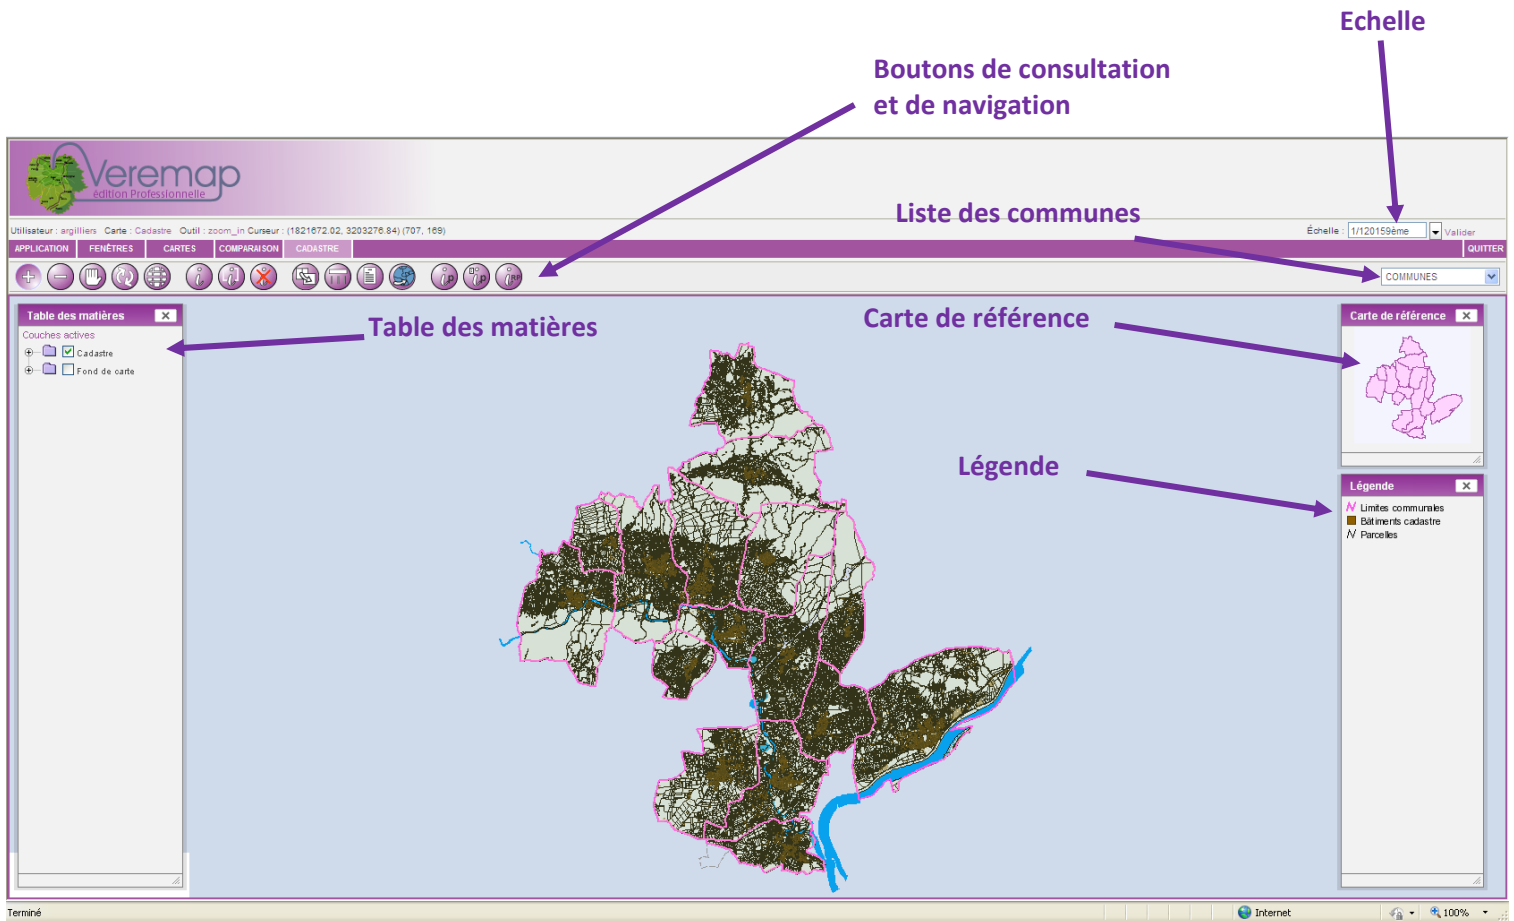 Echelle
Boutons de consultation
et de navigation
Veremap
édition Professionnelle
Liste des communes
Utilisateur : argilliers Carte : Cadastre Outil : zoom_in Curseur : (1821672.02, 3203276.84) (707, 169)
Échelle : 1/120159ème Valider
APPLICATION FENÊTRES CARTES COMPARAISON CADASTRE QUITTER
COMMUNES
Table des matières
Couches actives
Cadastre
Fond de carte
Table des matières
Carte de référence
Carte de référence
Légende
Légende
Limites communales
Bâtiments cadastre
Parcelles
Terminé Internet 100%